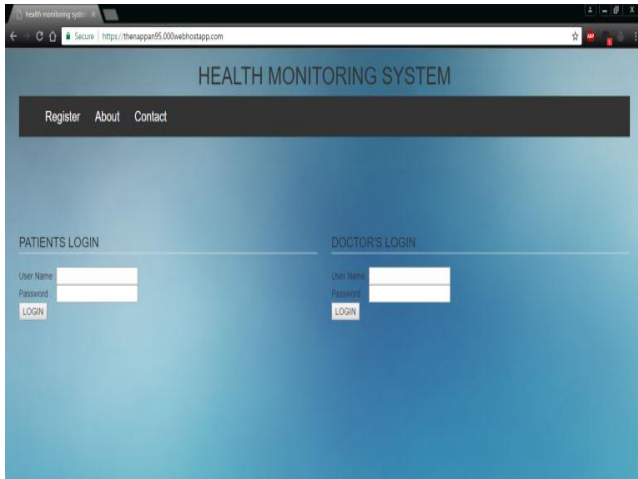 health monitoring syste
Secure | https://thenappan95.000webhostapp.com
HEALTH MONITORING SYSTEM
Register About Contact
PATIENTS LOGIN
User Name :
Password :
LOGIN
DOCTOR'S LOGIN
User Name :
Password :
LOGIN